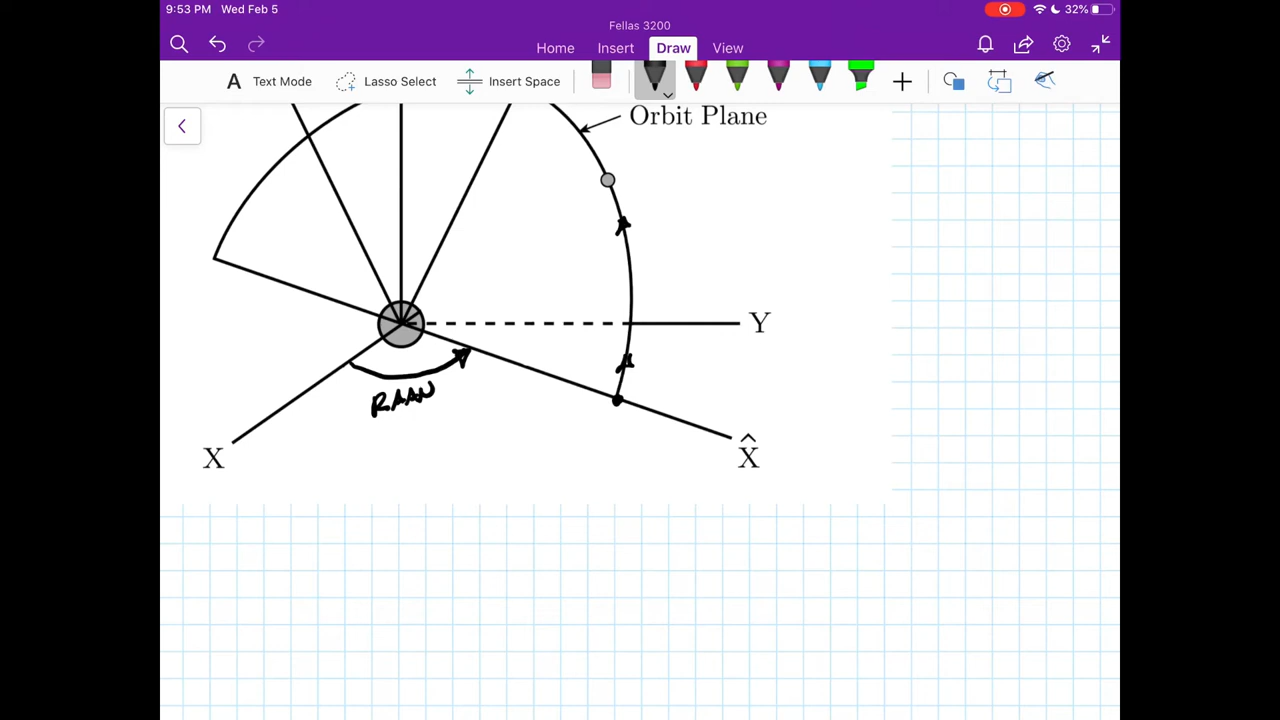 9:53 PM Wed Feb 5
32%
Fellas 3200
Home Insert Draw View
A Text Mode Lasso Select Insert Space
Orbit Plane
Y
RAAN
X
X̂